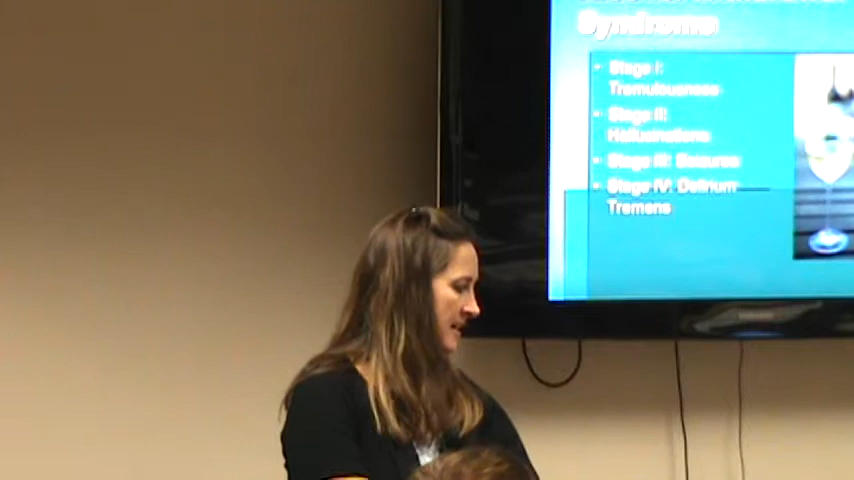 Syndrome
Stage I:
Tremulousness
Stage II:
Hallucinations
Stage III: Seizures
Stage IV: Delirium
Tremens